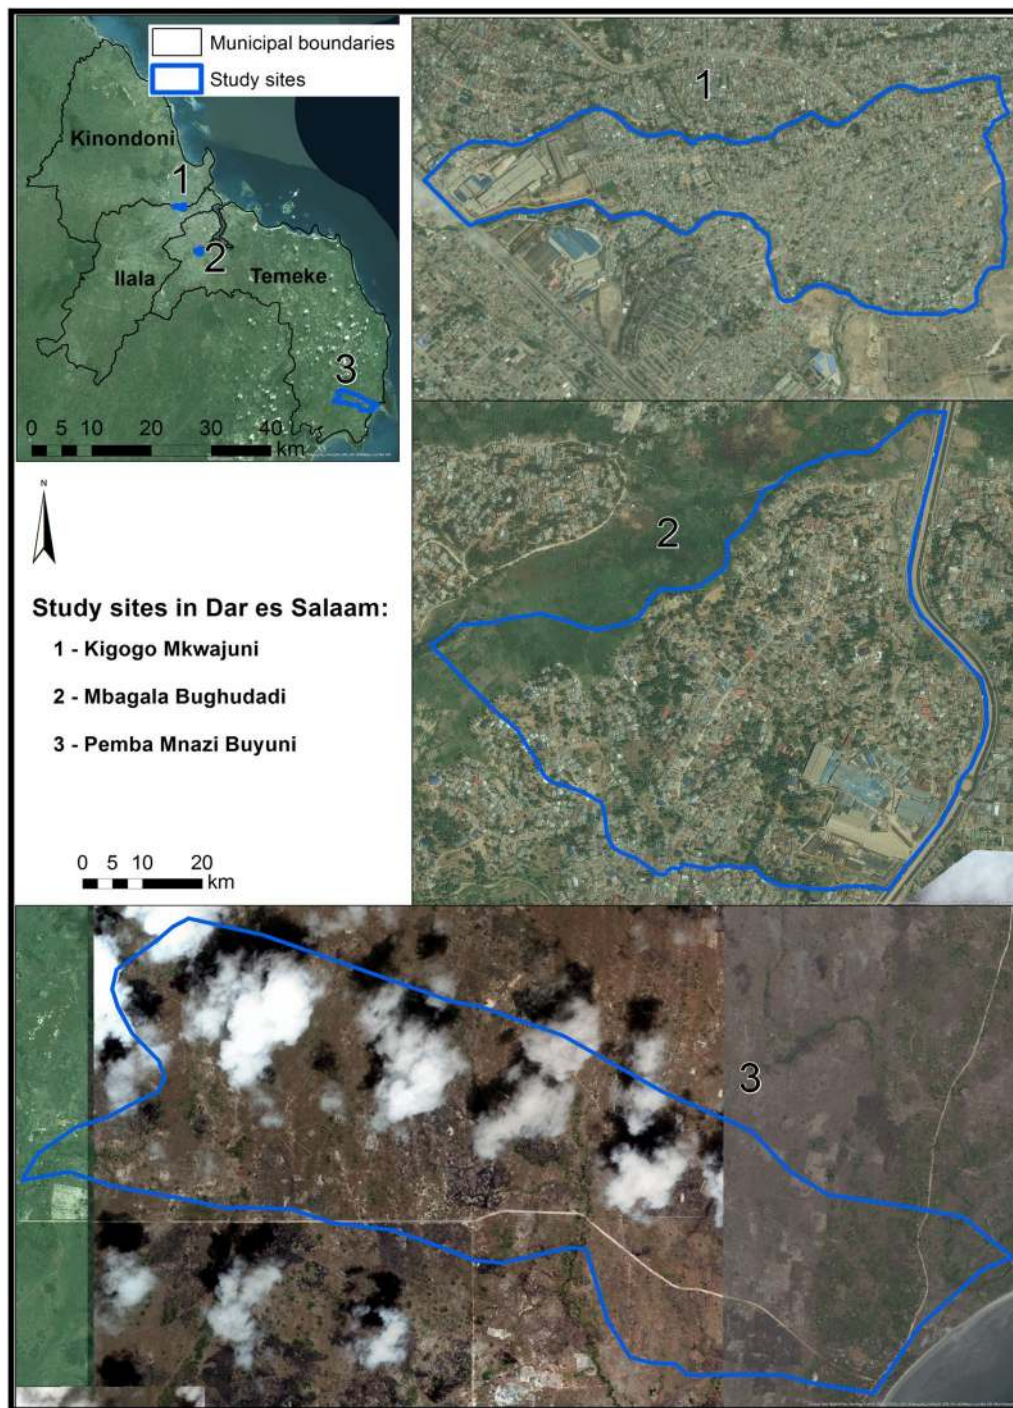 Municipal boundaries
Study sites
Kinondoni
1
2
Ilala
Temeke
3
0 5 10 20 30 40
km
N
Study sites in Dar es Salaam:
1 - Kigogo Mkwajuni
2 - Mbagala Bughudadi
3 - Pemba Mnazi Buyuni
0 5 10 20
km
1
2
3